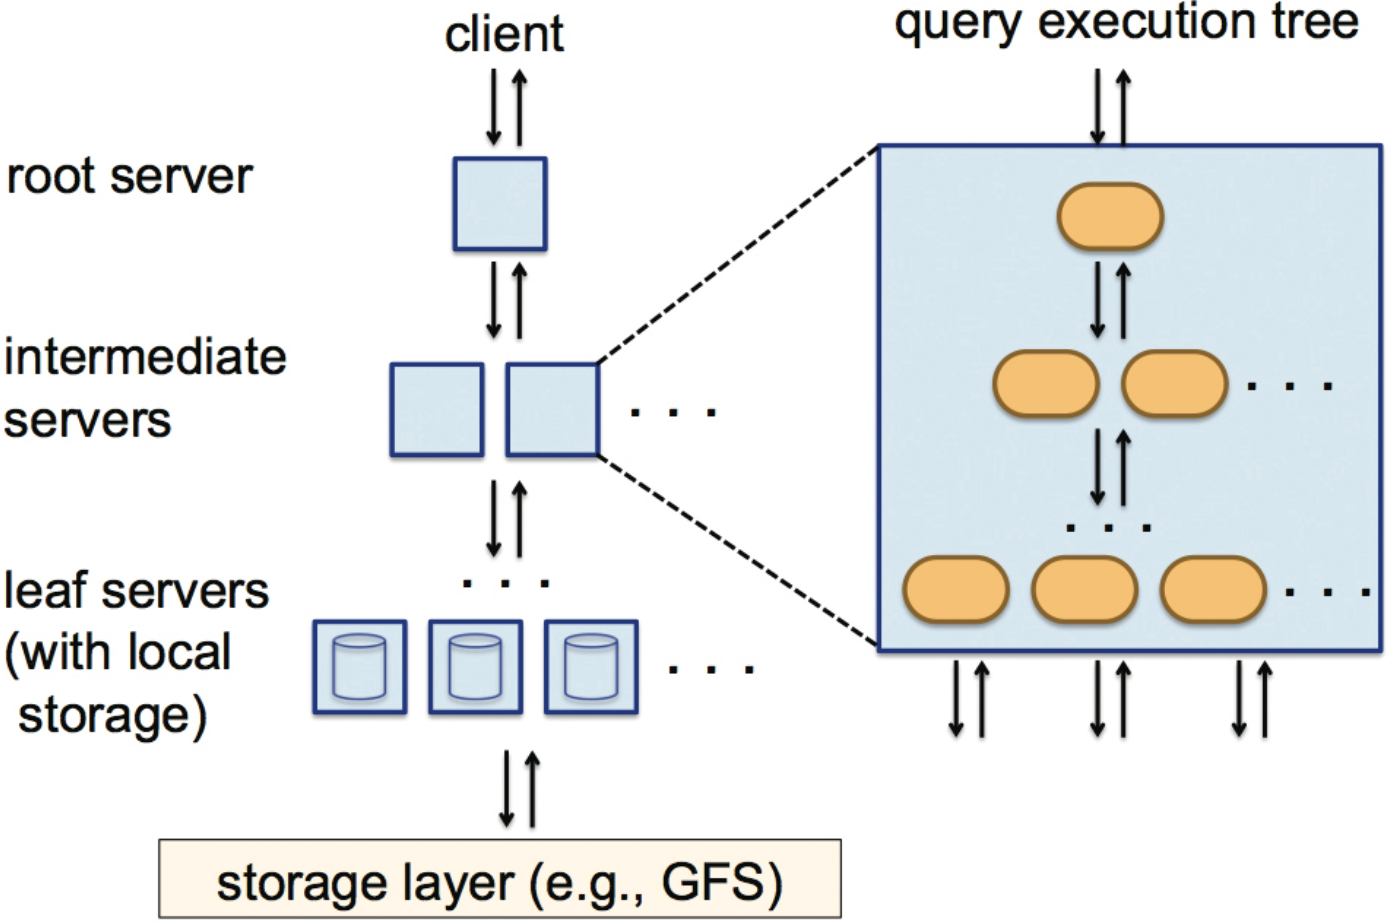 client
query execution tree
root server
intermediate
servers
. . .
. . .
. . .
. . .
leaf servers
(with local
storage)
. . .
. . .
storage layer (e.g., GFS)